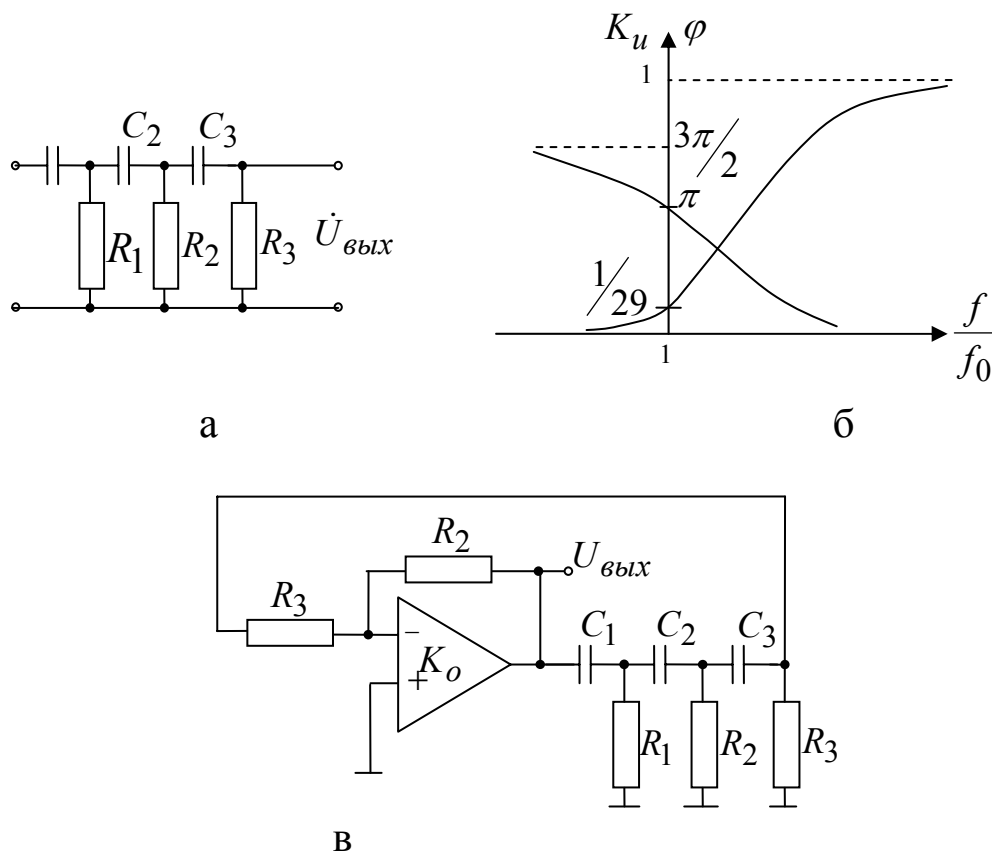 C2 C3
R1 R2 R3 U̇вых
а
Ku φ
1
3π/2
π
1/29
1
f/f0
б
R2
Uвых
R3
C1 C2 C3
−
Ko
+
R1 R2 R3
в